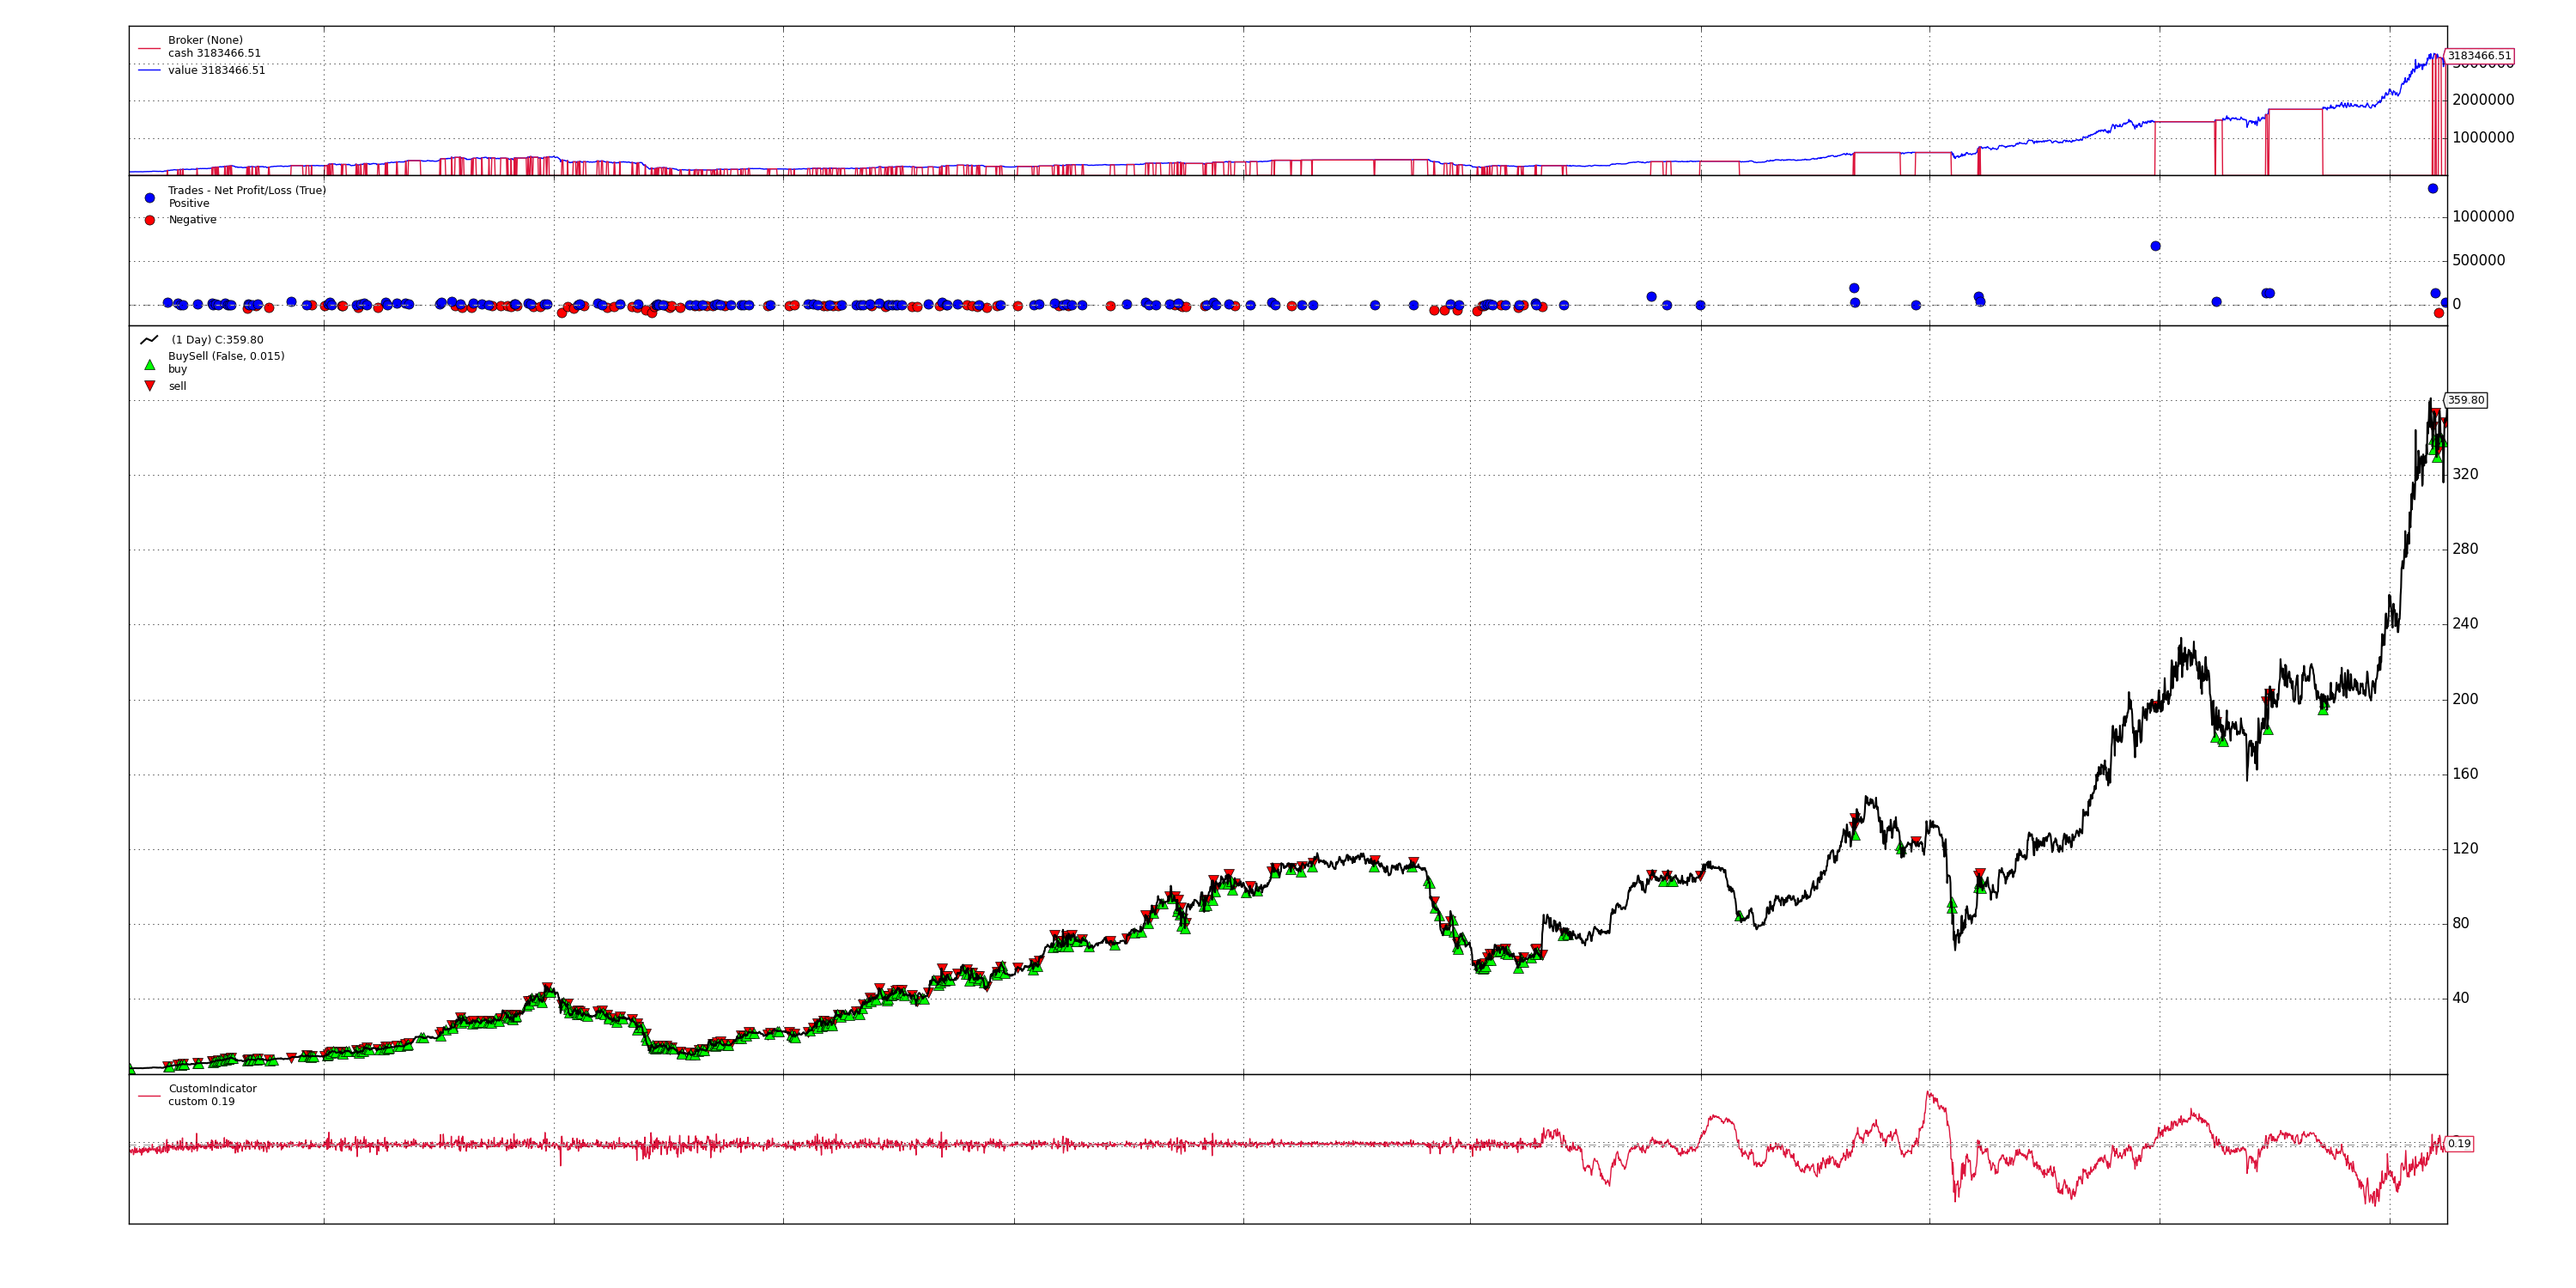 Broker (None)
cash 3183466.51
value 3183466.51
3183466.51
2000000
1000000
Trades - Net Profit/Loss (True)
Positive
Negative
1000000
500000
0
(1 Day) C:359.80
BuySell (False, 0.015)
buy
sell
359.80
320
280
240
200
160
120
80
40
CustomIndicator
custom 0.19
0.19